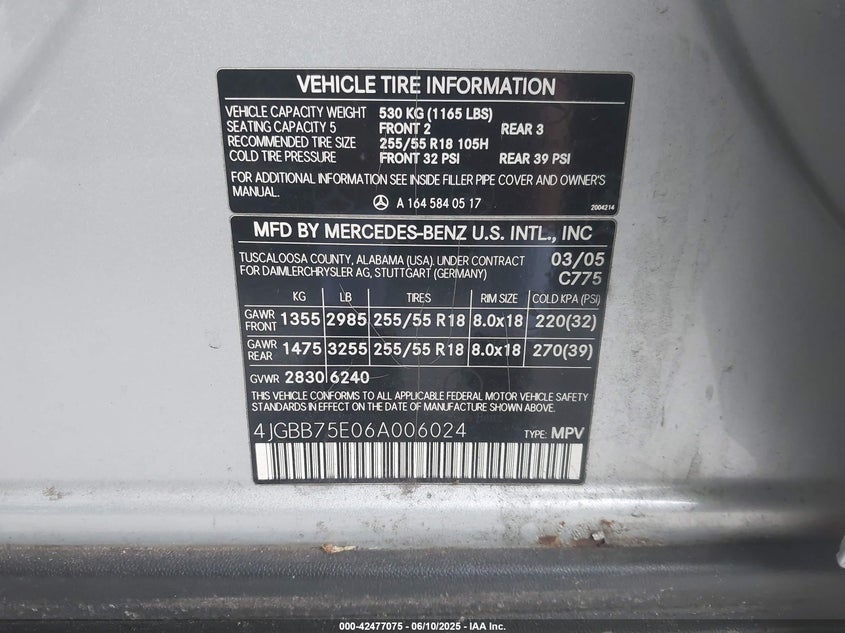 VEHICLE TIRE INFORMATION
VEHICLE CAPACITY WEIGHT 530 KG (1165 LBS)
SEATING CAPACITY 5 FRONT 2 REAR 3
RECOMMENDED TIRE SIZE 255/55 R18 105H
COLD TIRE PRESSURE FRONT 32 PSI REAR 39 PSI
FOR ADDITIONAL INFORMATION SEE INSIDE FILLER PIPE COVER AND OWNER'S
MANUAL.
A 164 584 05 17 2004214
MFD BY MERCEDES-BENZ U.S. INTL., INC
TUSCALOOSA COUNTY, ALABAMA (USA). UNDER CONTRACT 03/05
FOR DAIMLERCHRYSLER AG, STUTTGART (GERMANY) C775
KG LB TIRES RIM SIZE COLD KPA (PSI)
GAWR FRONT 1355 2985 255/55 R18 8.0x18 220(32)
GAWR REAR 1475 3255 255/55 R18 8.0x18 270(39)
GVWR 2830 6240
THIS VEHICLE CONFORMS TO ALL APPLICABLE FEDERAL MOTOR VEHICLE SAFETY
STANDARDS IN EFFECT ON THE DATE OF MANUFACTURE SHOWN ABOVE.
4JGBB75E06A006024 TYPE: MPV
000-42477075 - 06/10/2025 - IAA Inc.